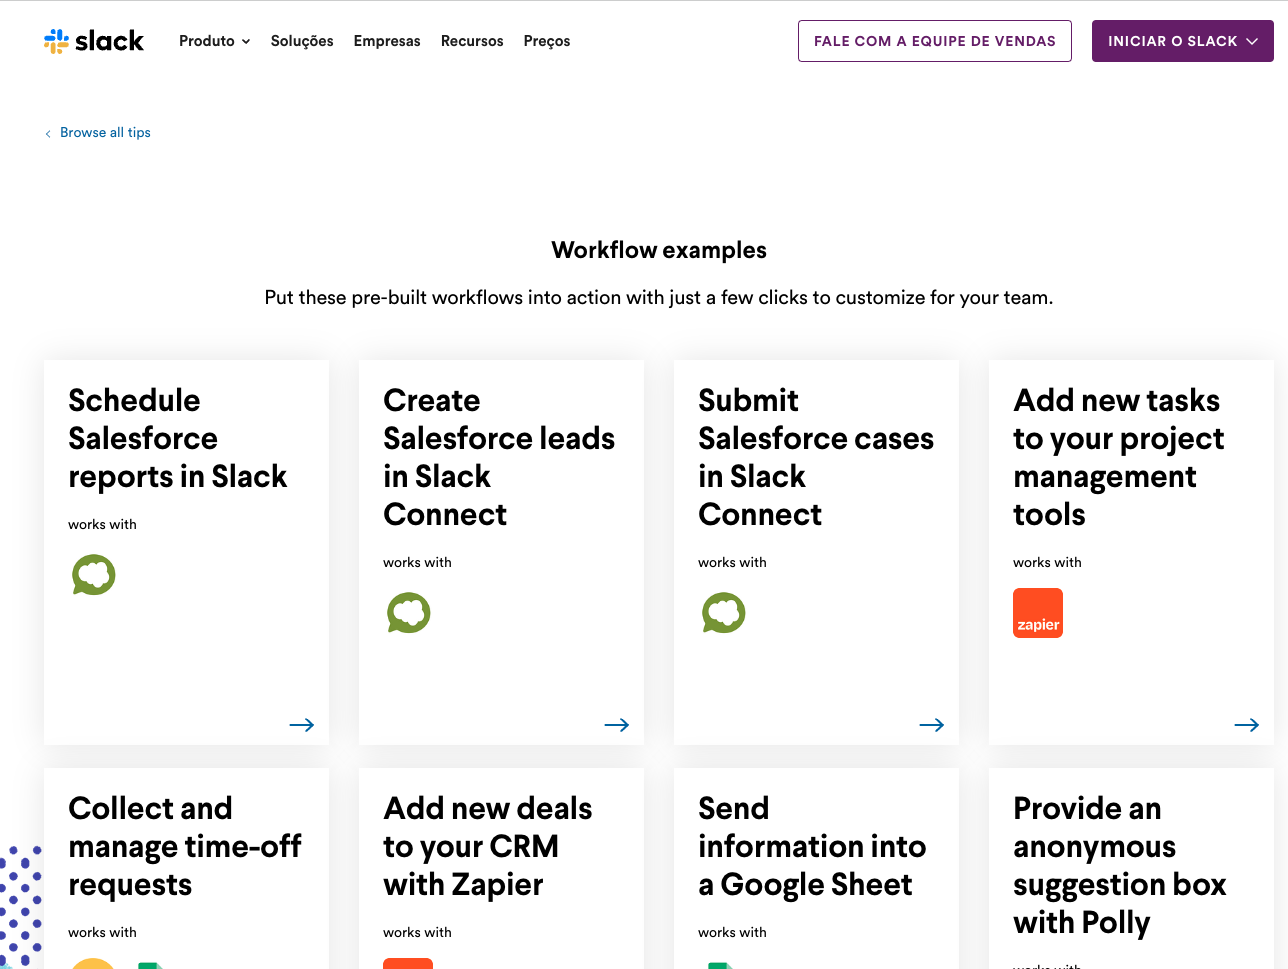 slack
Produto
Soluções
Empresas
Recursos
Preços
FALE COM A EQUIPE DE VENDAS
INICIAR O SLACK
Browse all tips
Workflow examples
Put these pre-built workflows into action with just a few clicks to customize for your team.
Schedule
Salesforce
reports in Slack
works with
Create
Salesforce leads
in Slack
Connect
works with
Submit
Salesforce cases
in Slack
Connect
works with
Add new tasks
to your project
management
tools
works with
zapier
Collect and
manage time-off
requests
works with
Add new deals
to your CRM
with Zapier
works with
Send
information into
a Google Sheet
works with
Provide an
anonymous
suggestion box
with Polly
works with